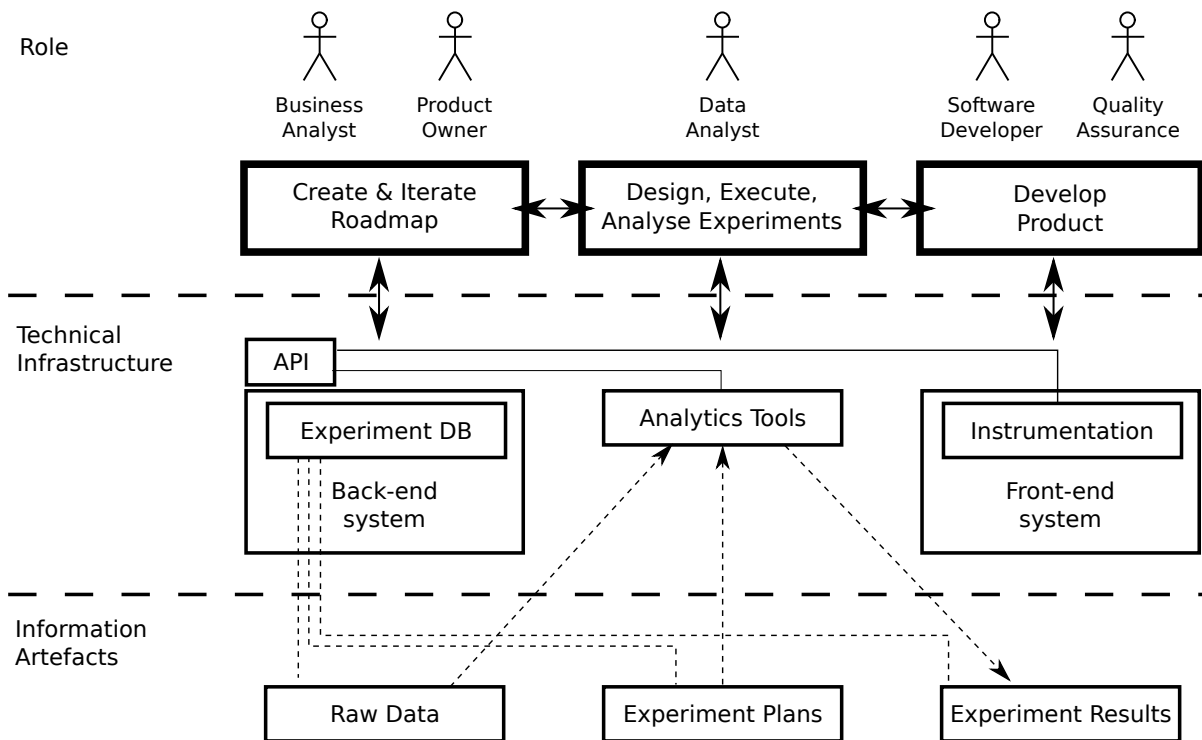 Role
Business
Analyst
Product
Owner
Data
Analyst
Software
Developer
Quality
Assurance
Create & Iterate
Roadmap
Design, Execute,
Analyse Experiments
Develop
Product
Technical
Infrastructure
API
Experiment DB
Back-end
system
Analytics Tools
Instrumentation
Front-end
system
Information
Artefacts
Raw Data
Experiment Plans
Experiment Results